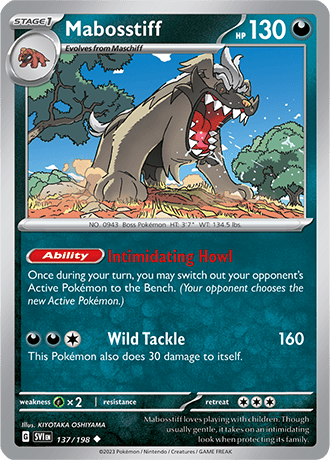 STAGE 1 Mabosstiff HP 130
Evolves from Maschiff
NO. 0943 Boss Pokémon HT: 3'7" WT: 134.5 lbs.
Ability Intimidating Howl
Once during your turn, you may switch out your opponent's
Active Pokémon to the Bench. (Your opponent chooses the
new Active Pokémon.)
Wild Tackle 160
This Pokémon also does 30 damage to itself.
weakness ×2 resistance retreat
Illus. KIYOTAKA OSHIYAMA
G SVI EN 137/198
Mabosstiff loves playing with children. Though
usually gentle, it takes on an intimidating
look when protecting its family.
©2023 Pokémon / Nintendo / Creatures / GAME FREAK